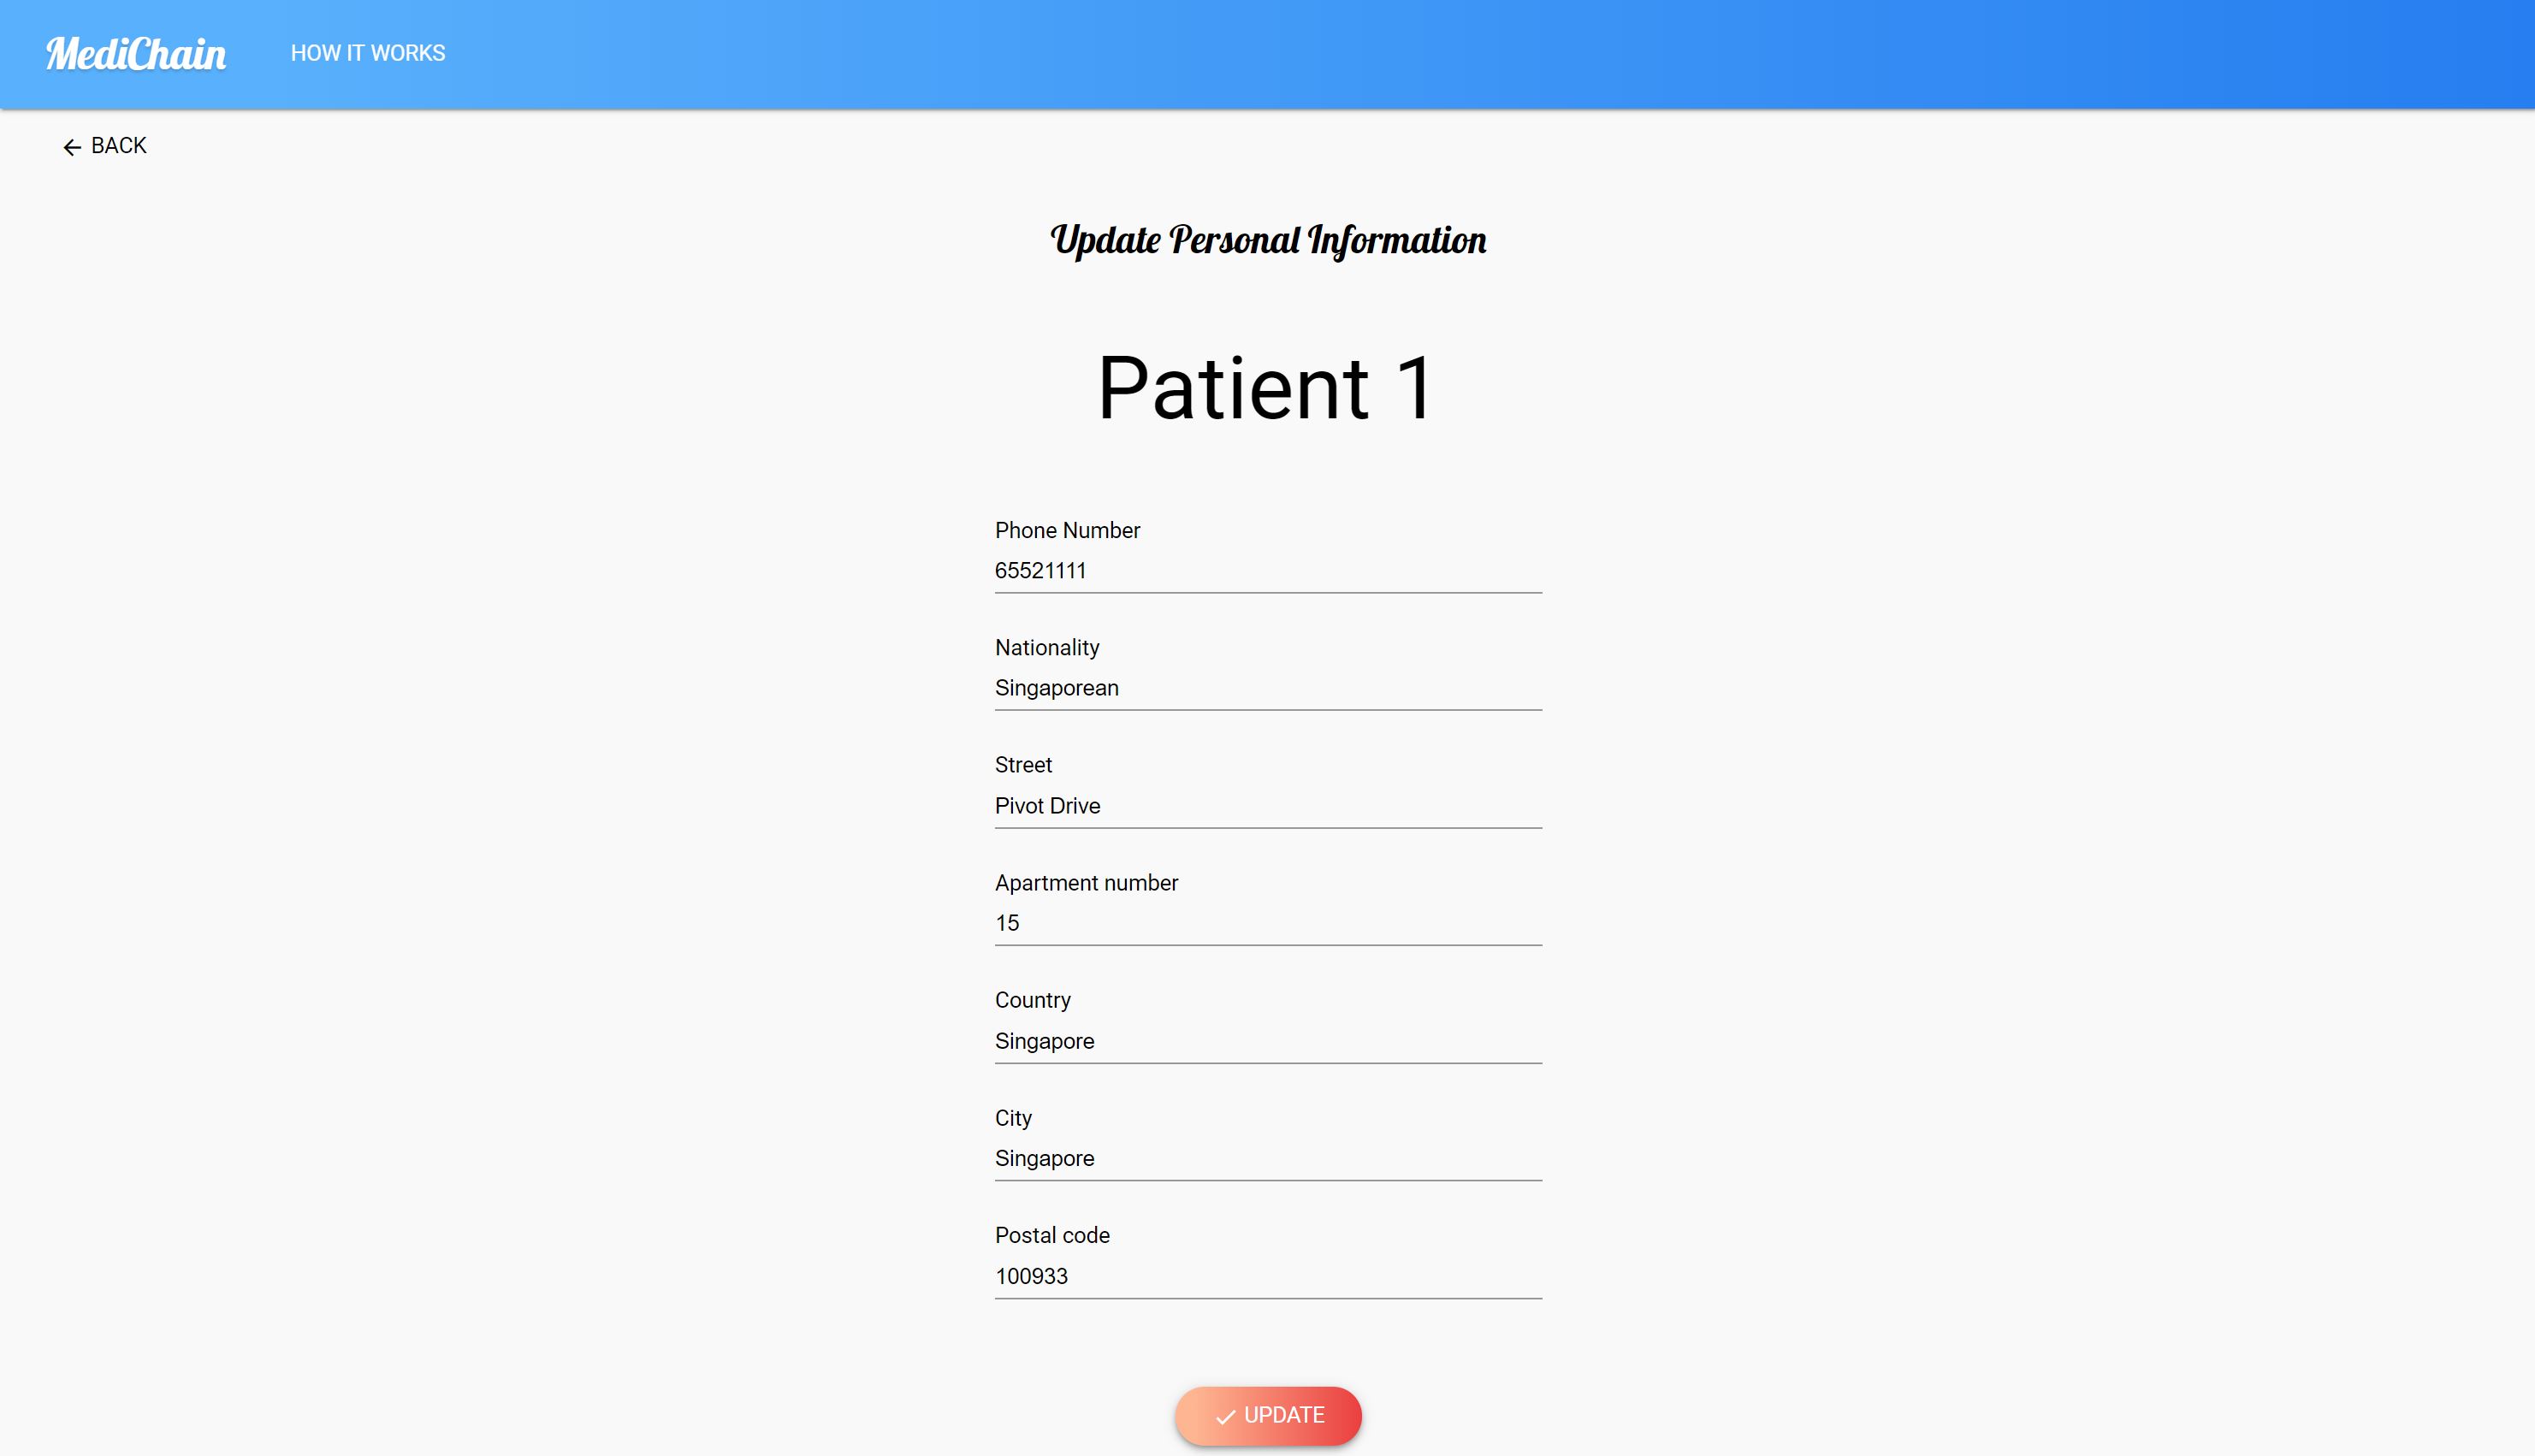 MediChain
HOW IT WORKS
BACK
Update Personal Information
Patient 1
Phone Number
65521111
Nationality
Singaporean
Street
Pivot Drive
Apartment number
15
Country
Singapore
City
Singapore
Postal code
100933
UPDATE